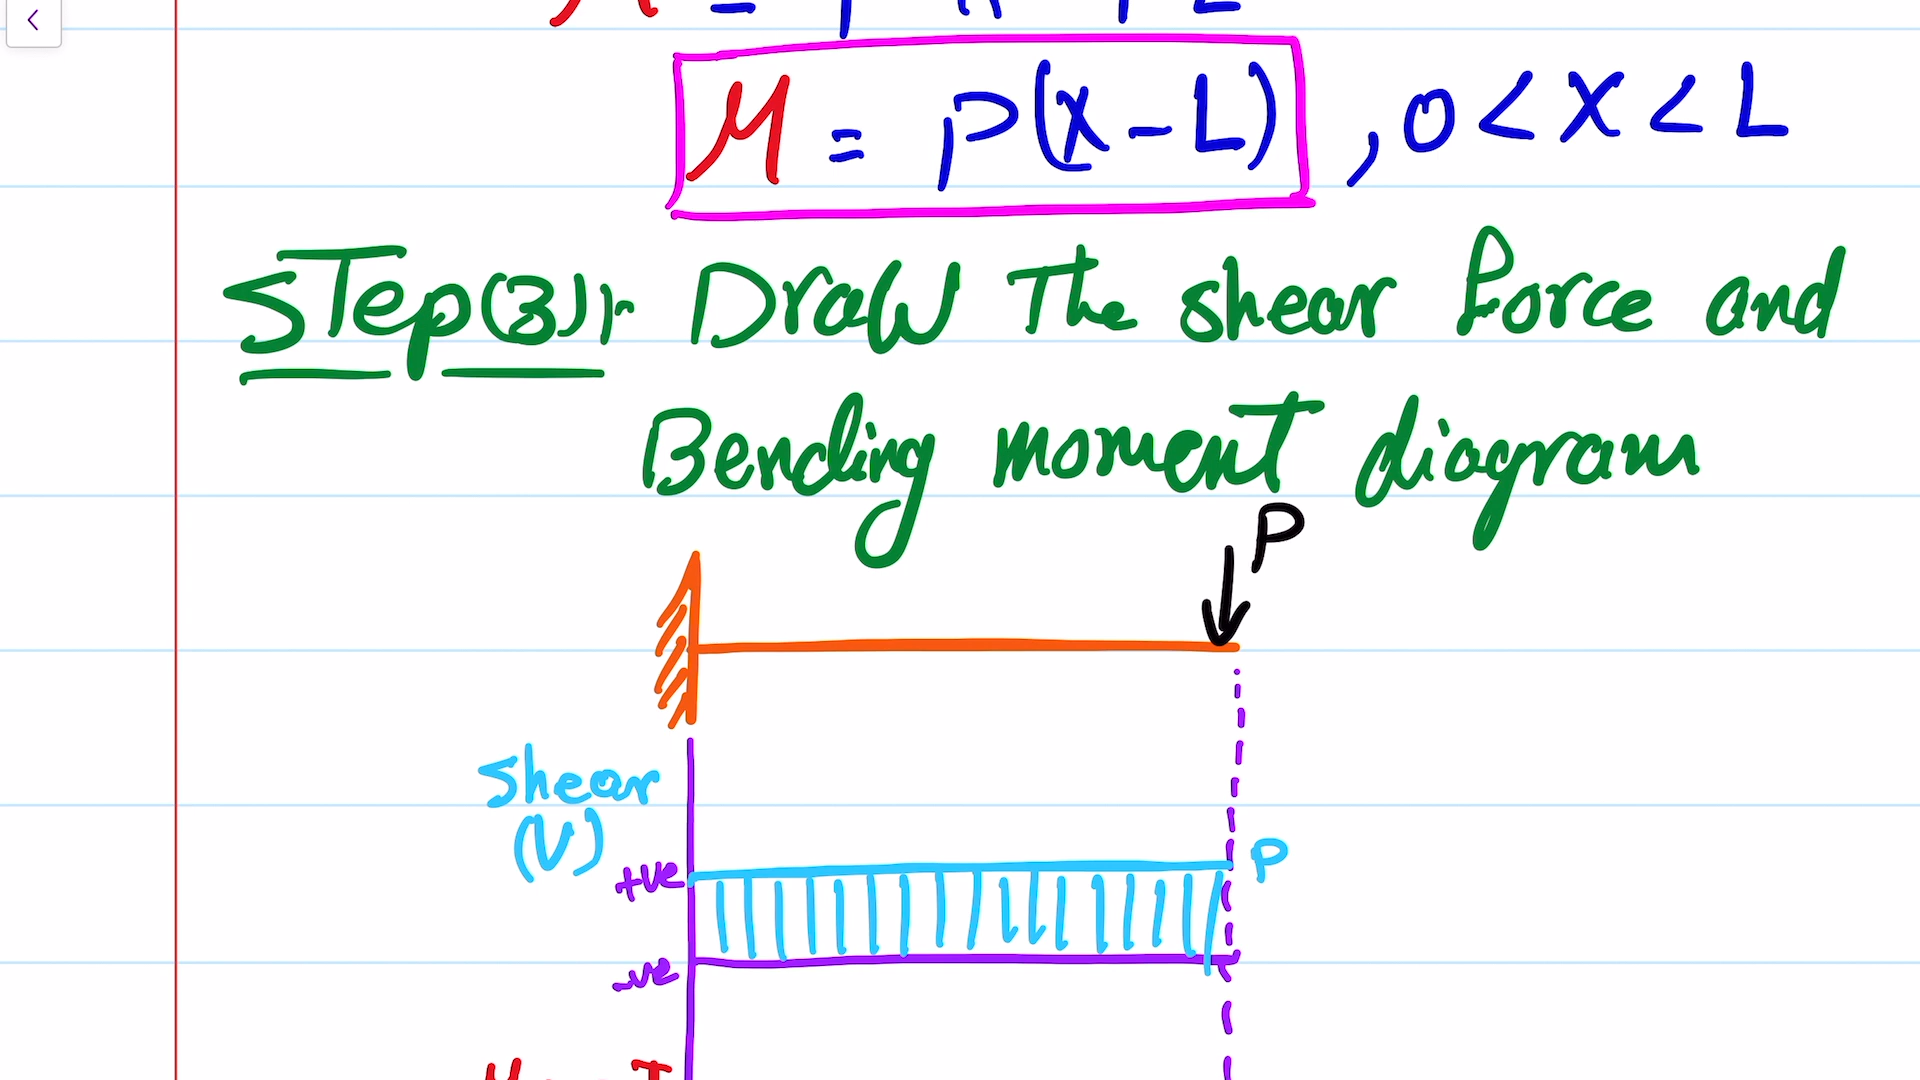 M = P(x-L) , 0<x<L
STep(3):- Draw The shear force and
Bending moment diagram
P
Shear
(V)
+ve
P
-ve